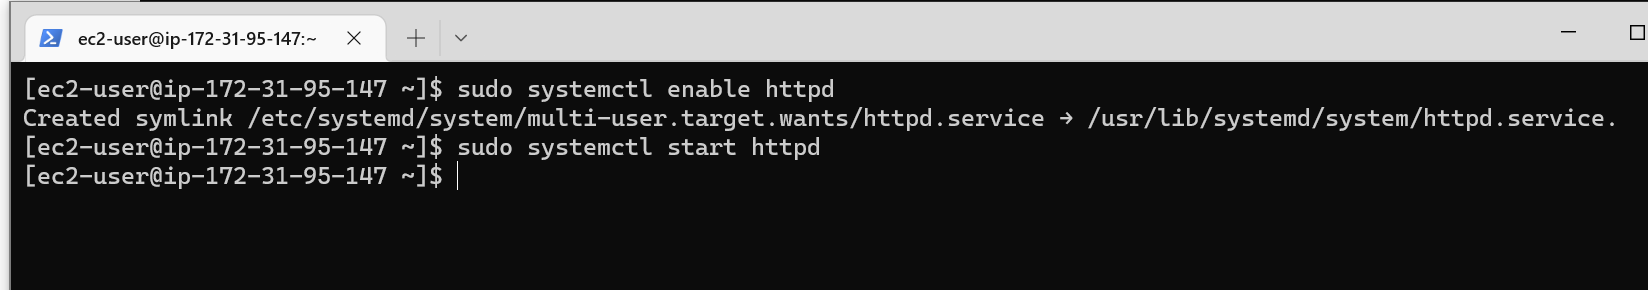 ec2-user@ip-172-31-95-147:~
[ec2-user@ip-172-31-95-147 ~]$ sudo systemctl enable httpd
Created symlink /etc/systemd/system/multi-user.target.wants/httpd.service → /usr/lib/systemd/system/httpd.service.
[ec2-user@ip-172-31-95-147 ~]$ sudo systemctl start httpd
[ec2-user@ip-172-31-95-147 ~]$